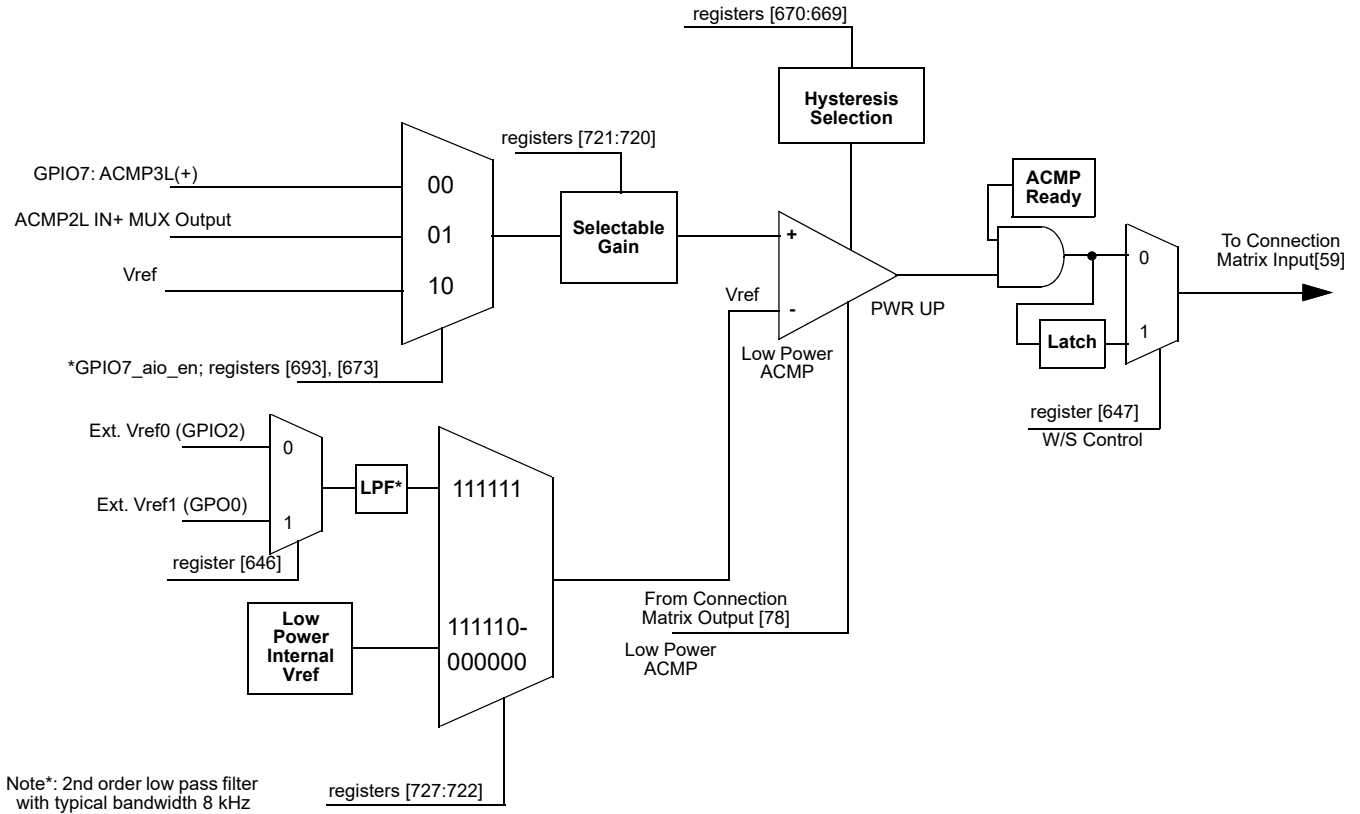 registers [670:669]
Hysteresis
Selection
registers [721:720]
GPIO7: ACMP3L(+)
00
ACMP2L IN+ MUX Output
01
Vref
10
Selectable
Gain
*GPIO7_aio_en; registers [693], [673]
+
Vref
-
PWR UP
Low Power
ACMP
ACMP
Ready
0
1
Latch
To Connection
Matrix Input[59]
register [647]
W/S Control
Ext. Vref0 (GPIO2)
0
Ext. Vref1 (GPO0)
1
register [646]
LPF*
111111
Low
Power
Internal
Vref
111110-
000000
From Connection
Matrix Output [78]
Low Power
ACMP
registers [727:722]
Note*: 2nd order low pass filter
with typical bandwidth 8 kHz